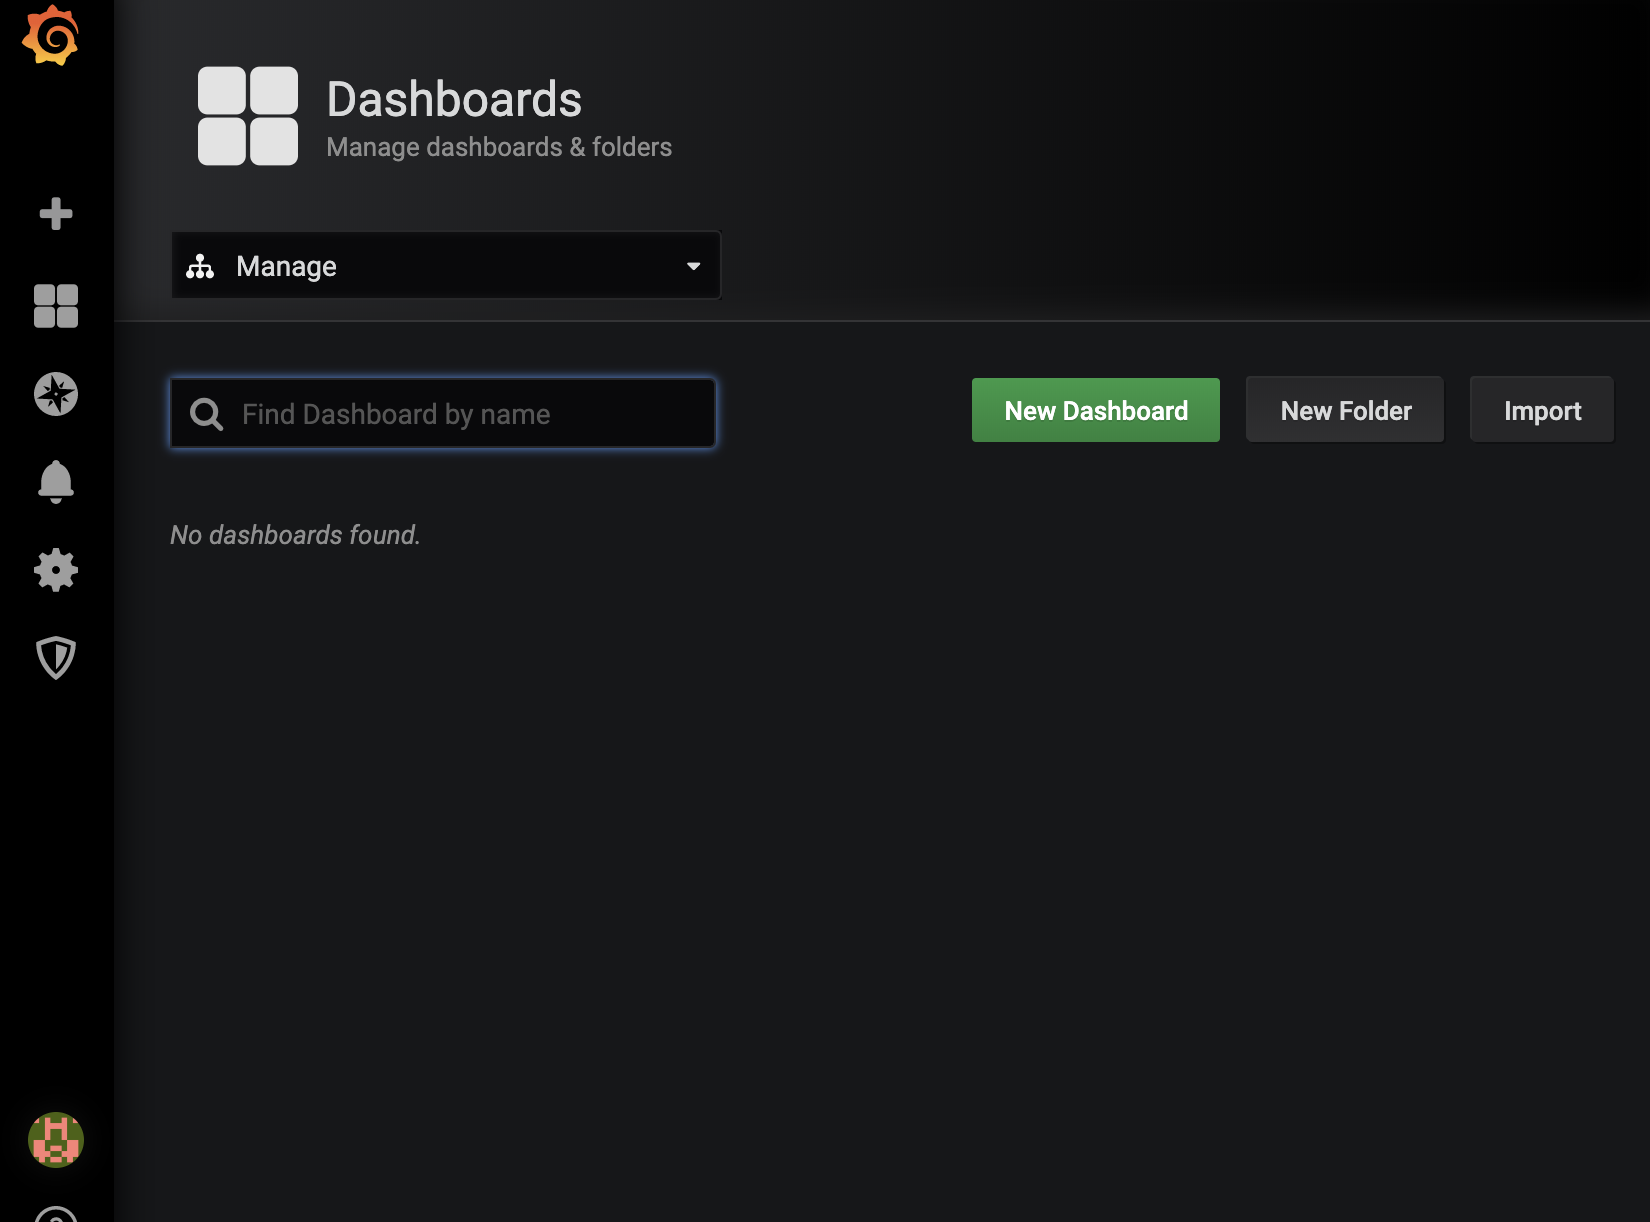 Dashboards
Manage dashboards & folders
Manage
Find Dashboard by name
New Dashboard
New Folder
Import
No dashboards found.